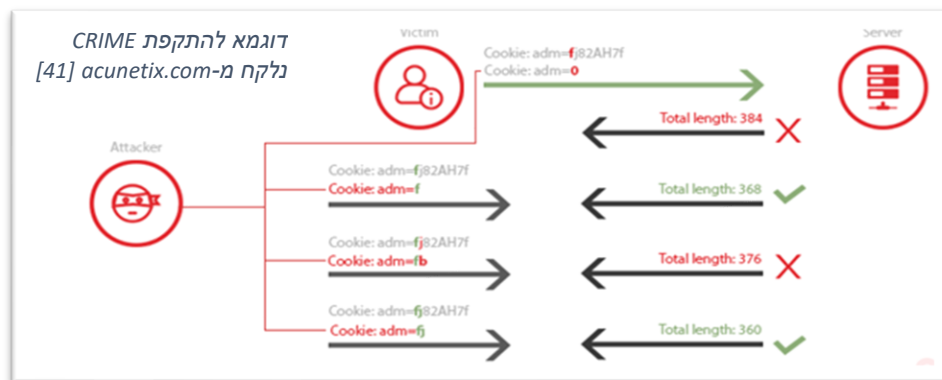 דוגמא להתקפת CRIME
נלקח מ-acunetix.com [41]
Victim
Server
Cookie: adm=fj82AH7f
Cookie: adm=0
Total length: 384
Attacker
Cookie: adm=fj82AH7f
Cookie: adm=f
Total length: 368
Cookie: adm=fj82AH7f
Cookie: adm=fb
Total length: 376
Cookie: adm=fj82AH7f
Cookie: adm=fj
Total length: 360